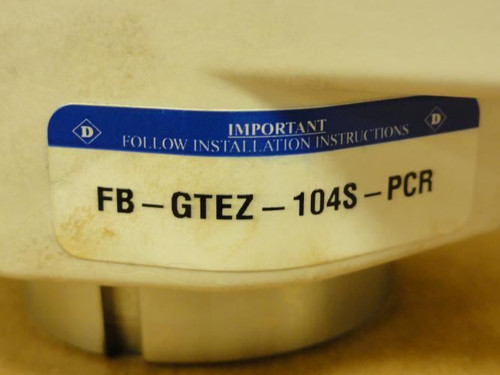 D IMPORTANT D
FOLLOW INSTALLATION INSTRUCTIONS
FB-GTEZ-104S-PCR